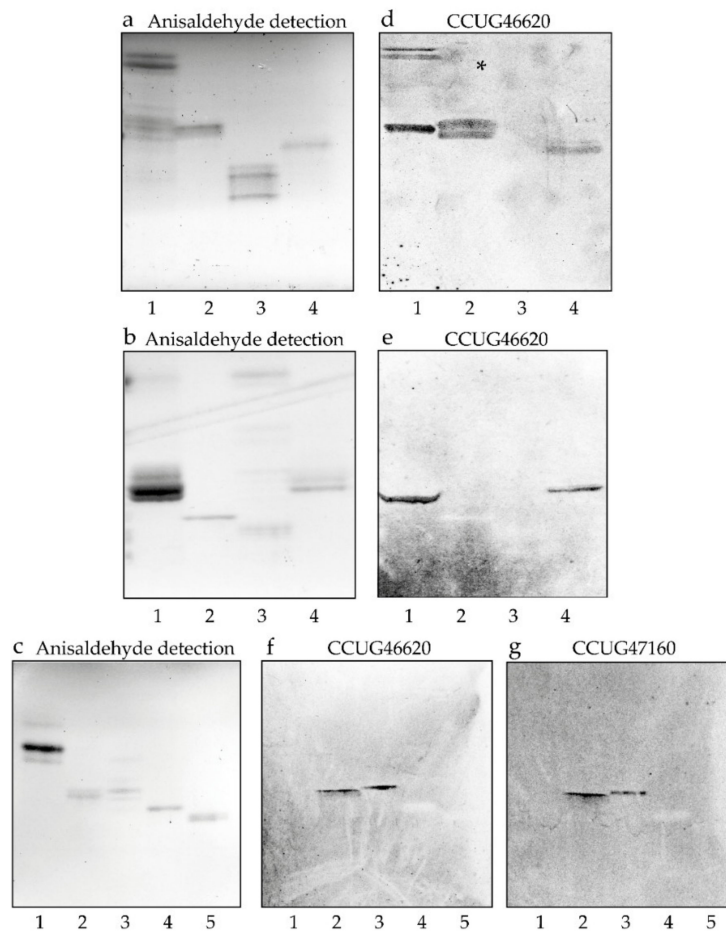 a Anisaldehyde detection
d CCUG46620
*
1 2 3 4
1 2 3 4
b Anisaldehyde detection
e CCUG46620
1 2 3 4
1 2 3 4
c Anisaldehyde detection
f CCUG46620
g CCUG47160
1 2 3 4 5
1 2 3 4 5
1 2 3 4 5